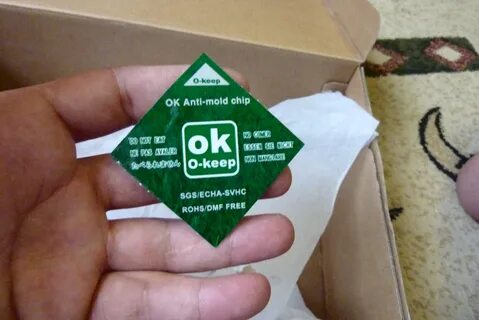 O-keep
OK Anti-mold chip
DO NOT EAT
NE PAS AVALER
たべられません
ok
O-keep
NO COMER
ESSEN SIE NICHT
NON MANGIARE
SGS/ECHA-SVHC
ROHS/DMF FREE